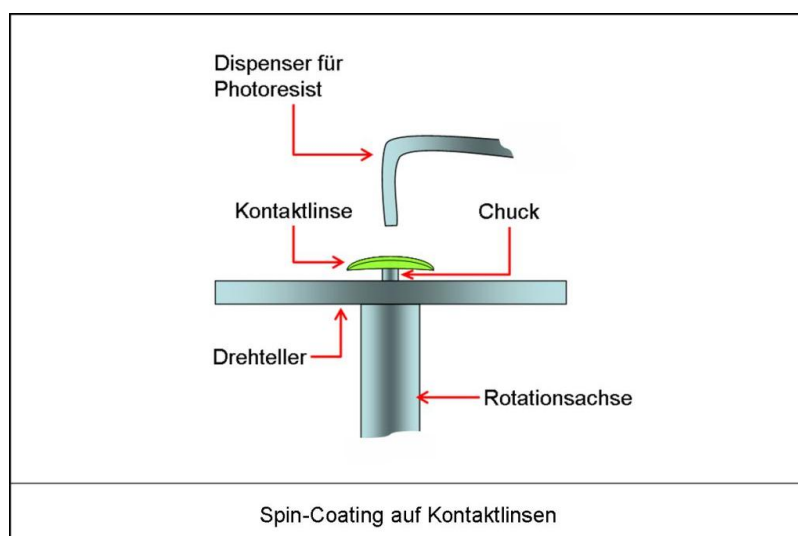 Dispenser für
Photoresist
Kontaktlinse
Chuck
Drehteller
Rotationsachse
Spin-Coating auf Kontaktlinsen